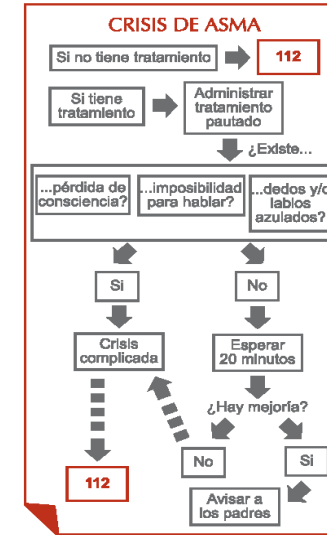 CRISIS DE ASMA
Si no tiene tratamiento
112
Si tiene
tratamiento
Administrar
tratamiento
pautado
¿Existe...
...pérdida de
consciencia?
...imposibilidad
para hablar?
...dedos y/o
labios
azulados?
Si
No
Crisis
complicada
Esperar
20 minutos
¿Hay mejoría?
No
Si
112
Avisar a
los padres